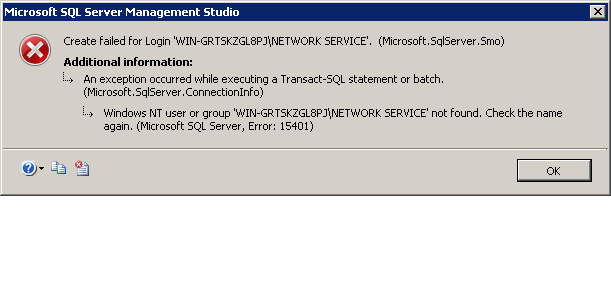 Microsoft SQL Server Management Studio
Create failed for Login 'WIN-GRTSKZGL8PJ\NETWORK SERVICE'. (Microsoft.SqlServer.Smo)
Additional information:
An exception occurred while executing a Transact-SQL statement or batch.
(Microsoft.SqlServer.ConnectionInfo)
Windows NT user or group 'WIN-GRTSKZGL8PJ\NETWORK SERVICE' not found. Check the name
again. (Microsoft SQL Server, Error: 15401)
OK